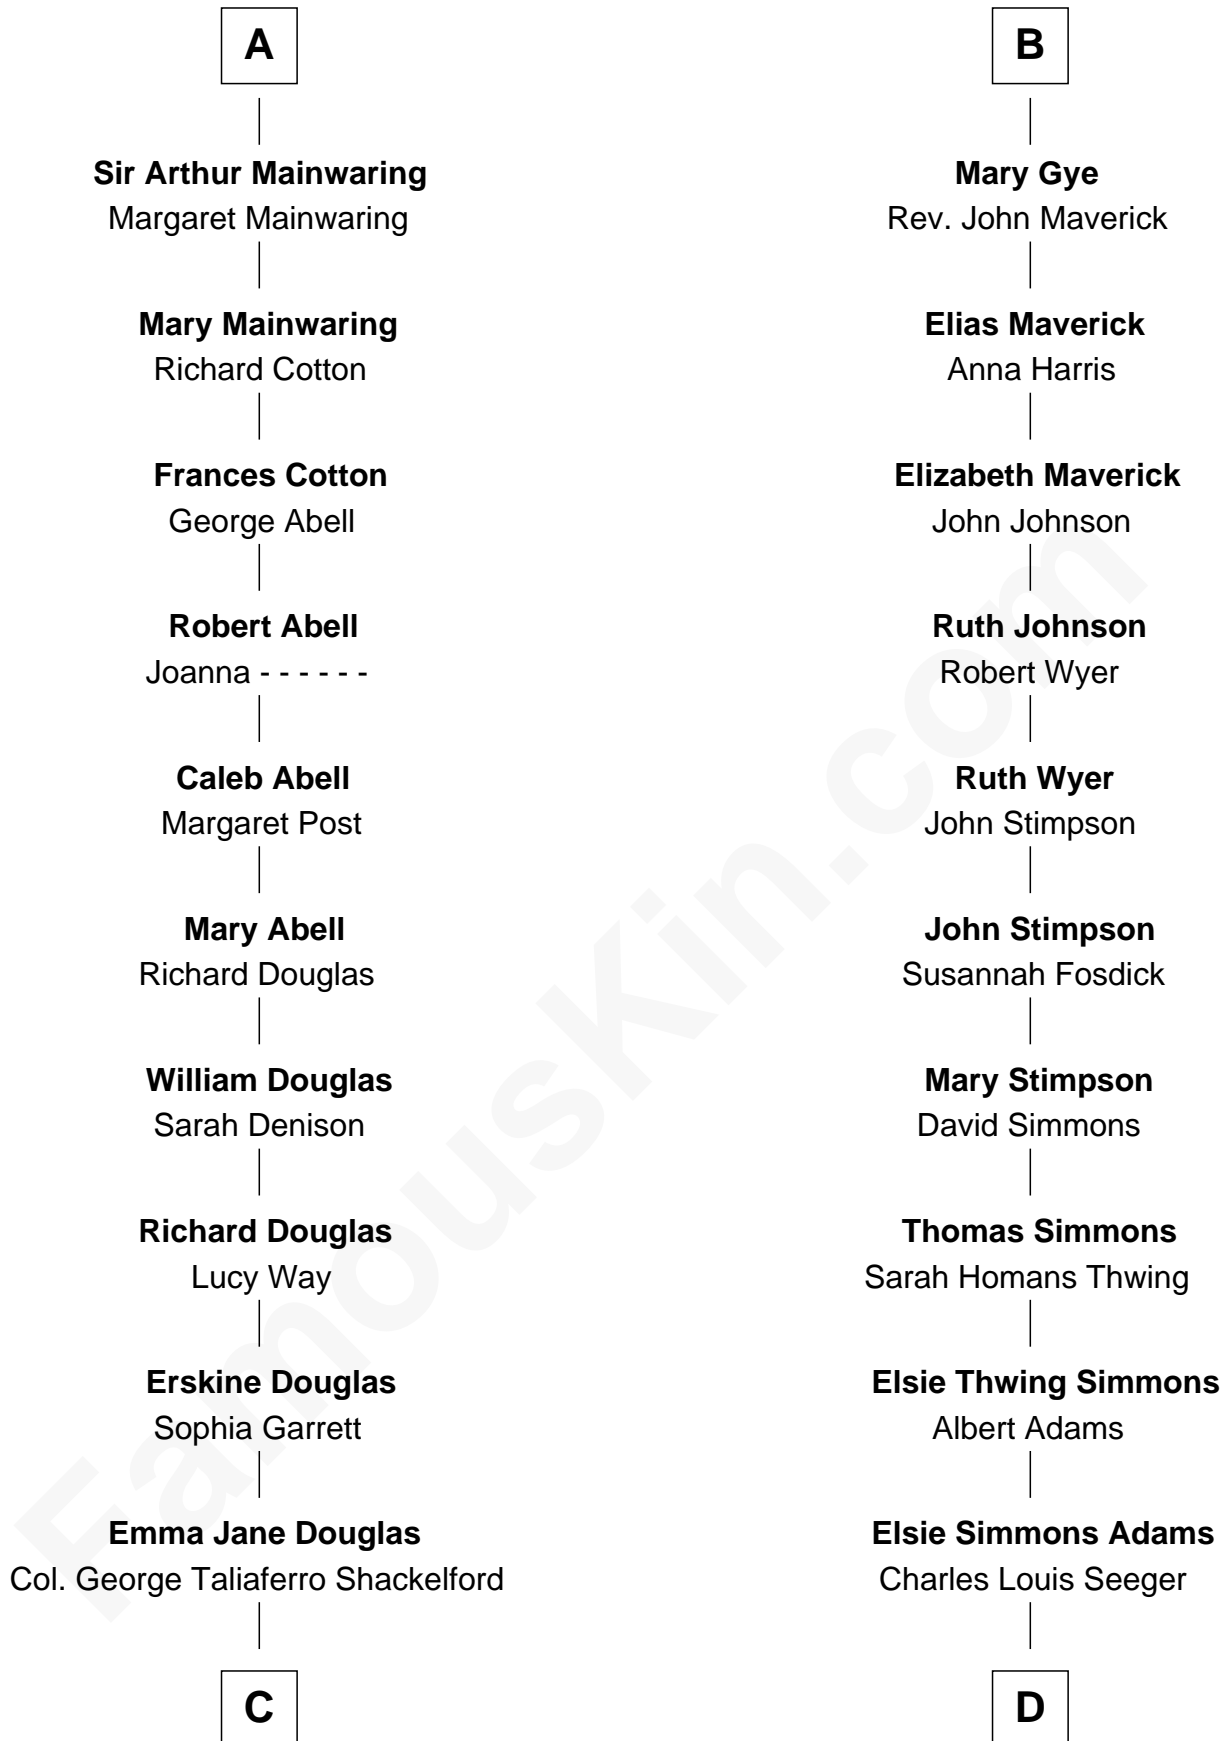 A
Sir Arthur Mainwaring
Margaret Mainwaring
Mary Mainwaring
Richard Cotton
Frances Cotton
George Abell
Robert Abell
Joanna - - - - - -
Caleb Abell
Margaret Post
Mary Abell
Richard Douglas
William Douglas
Sarah Denison
Richard Douglas
Lucy Way
Erskine Douglas
Sophia Garrett
Emma Jane Douglas
Col. George Taliaferro Shackelford
C
B
Mary Gye
Rev. John Maverick
Elias Maverick
Anna Harris
Elizabeth Maverick
John Johnson
Ruth Johnson
Robert Wyer
Ruth Wyer
John Stimpson
John Stimpson
Susannah Fosdick
Mary Stimpson
David Simmons
Thomas Simmons
Sarah Homans Thwing
Elsie Thwing Simmons
Albert Adams
Elsie Simmons Adams
Charles Louis Seeger
D
FamousKin.com